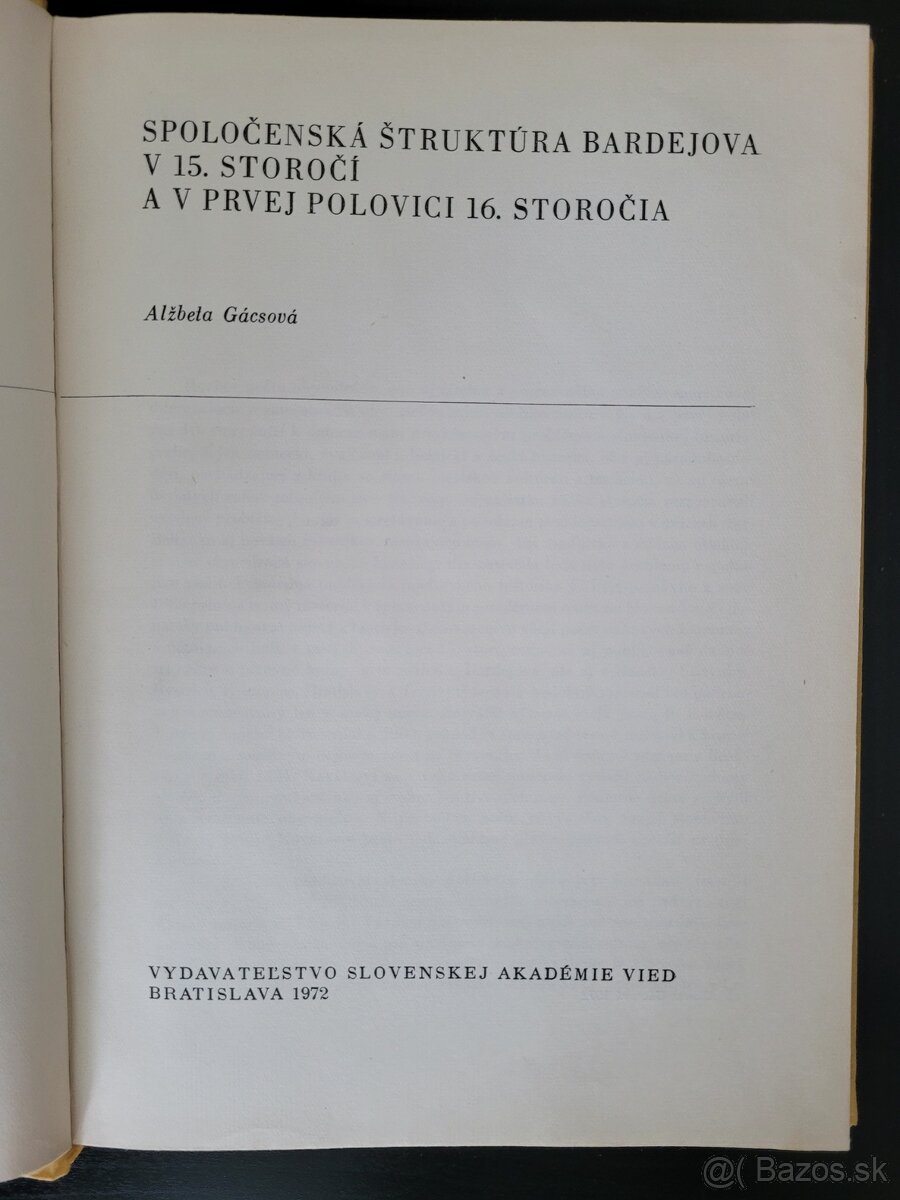 SPOLOČENSKÁ ŠTRUKTÚRA BARDEJOVA
V 15. STOROČÍ
A V PRVEJ POLOVICI 16. STOROČIA
Alžbeta Gácsová
VYDAVATEĽSTVO SLOVENSKEJ AKADÉMIE VIED
BRATISLAVA 1972
@( Bazos.sk